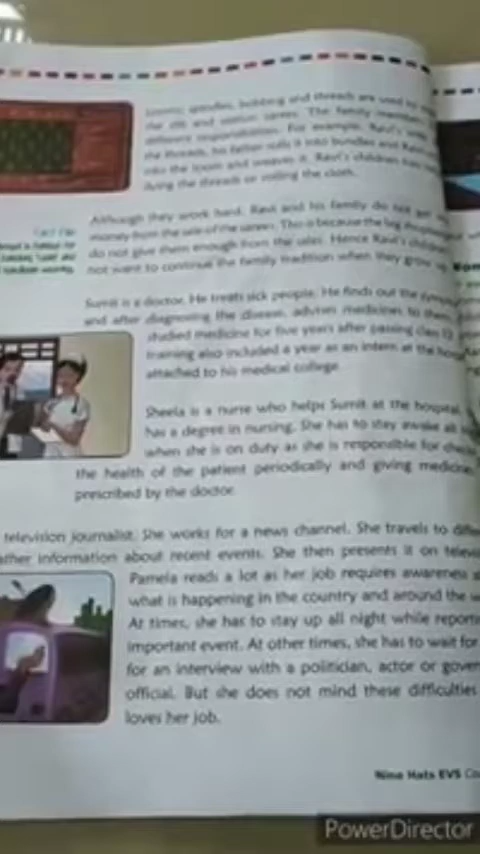 looms, spindles, bobbing and threads are used to
the silk and cotton sarees. The family members
different responsibilities. For example, Ravi's wife
the threads, his father rolls it into bundles and Ravi
into the loom and weaves it. Ravi's children
dying the threads or rolling the cloth.
Although they work hard, Ravi and his family do not get
money from the sale of the sarees. This is because the big
do not give them enough from the sales. Hence Ravi's children
not want to continue the family tradition when they grow up.
Sumit is a doctor. He treats sick people. He finds out the symptoms
and after diagnosing the disease, advises medicines to them.
studied medicine for five years after passing class
training also included a year as an intern at the hospital
attached to his medical college.
Sheela is a nurse who helps Sumit at the hospital.
has a degree in nursing. She has to stay awake all
when she is on duty as she is responsible for
the health of the patient periodically and giving medicine
prescribed by the doctor.
television journalist. She works for a news channel. She travels to
ather information about recent events. She then presents it on
Pamela reads a lot as her job requires awareness
what is happening in the country and around the
At times, she has to stay up all night while
important event. At other times, she has to wait for
for an interview with a politician, actor or
official. But she does not mind these difficulties
loves her job.
Nine Hats EVS
PowerDirector